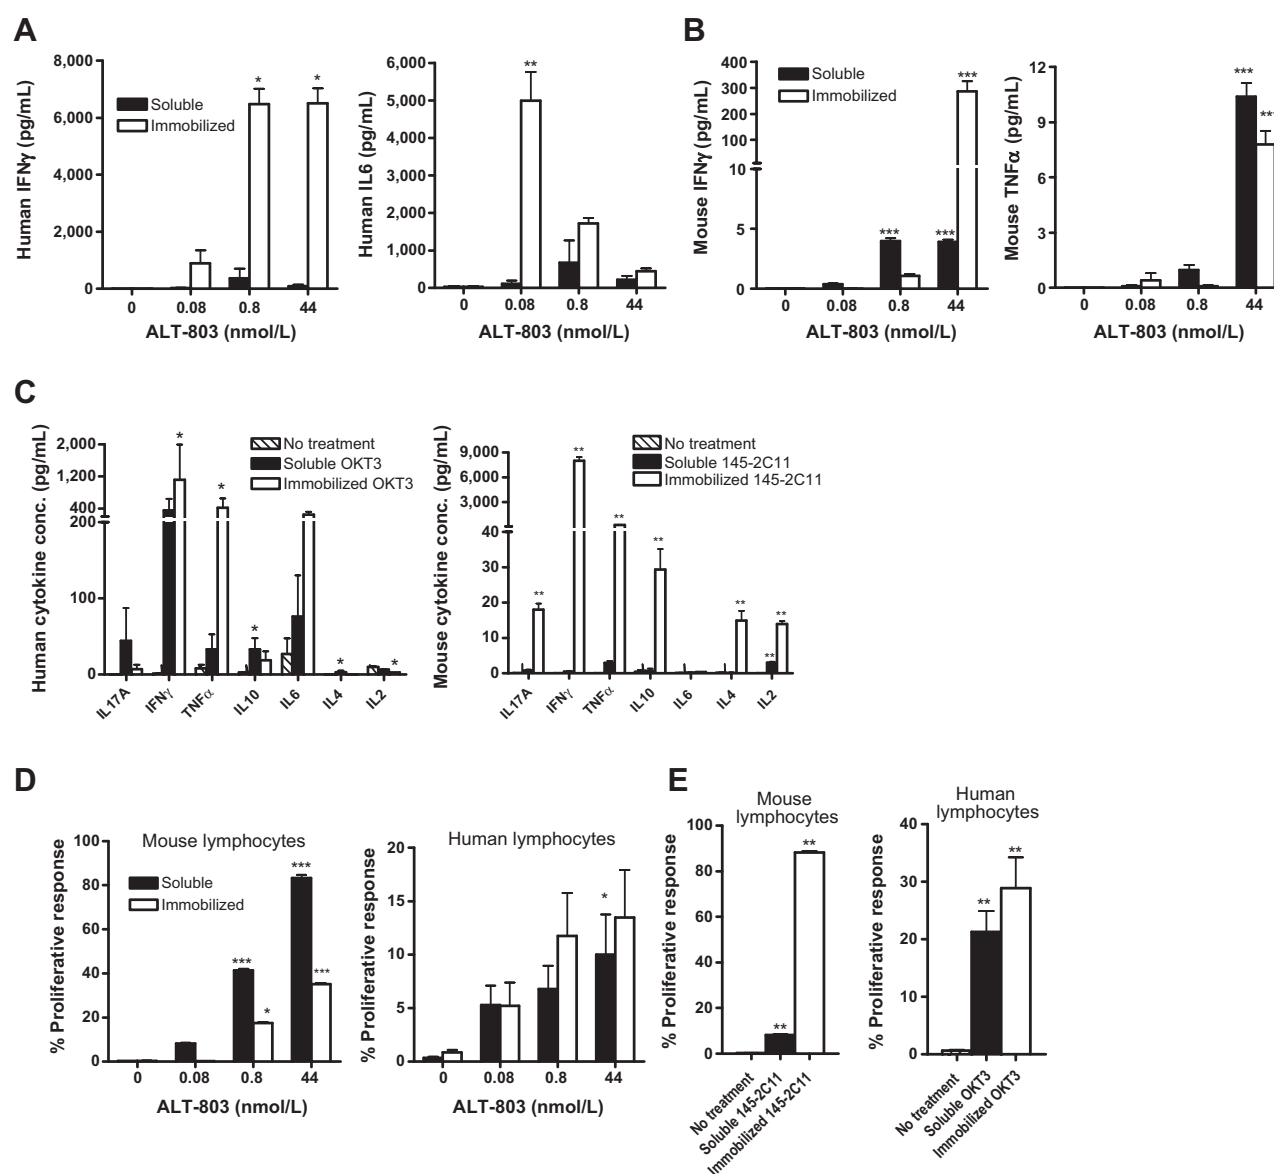 A
B
8,000
6,000
4,000
2,000
0
Human IFNγ (pg/mL)
Soluble
Immobilized
*
*
0 0.08 0.8 44
ALT-803 (nmol/L)
6,000
5,000
4,000
3,000
2,000
1,000
0
Human IL6 (pg/mL)
**
0 0.08 0.8 44
ALT-803 (nmol/L)
400
300
200
100
10
5
0
Mouse IFNγ (pg/mL)
Soluble
Immobilized
***
***
***
0 0.08 0.8 44
ALT-803 (nmol/L)
12
9
6
3
0
Mouse TNFα (pg/mL)
***
0 0.08 0.8 44
ALT-803 (nmol/L)
C
2,000
1,200
400
200
100
0
Human cytokine conc. (pg/mL)
No treatment
Soluble OKT3
Immobilized OKT3
*
*
*
*
*
IL17A IFNγ TNFα IL10 IL6 IL4 IL2
9,000
6,000
3,000
40
30
20
10
0
Mouse cytokine conc. (pg/mL)
No treatment
Soluble 145-2C11
Immobilized 145-2C11
**
**
**
**
**
**
**
IL17A IFNγ TNFα IL10 IL6 IL4 IL2
D
Mouse lymphocytes
100
80
60
40
20
0
% Proliferative response
Soluble
Immobilized
***
*
***
***
0 0.08 0.8 44
ALT-803 (nmol/L)
Human lymphocytes
20
15
10
5
0
% Proliferative response
*
0 0.08 0.8 44
ALT-803 (nmol/L)
E
Mouse
lymphocytes
100
80
60
40
20
0
% Proliferative response
**
**
No treatment
Soluble 145-2C11
Immobilized 145-2C11
Human
lymphocytes
40
30
20
10
0
% Proliferative response
**
**
No treatment
Soluble OKT3
Immobilized OKT3